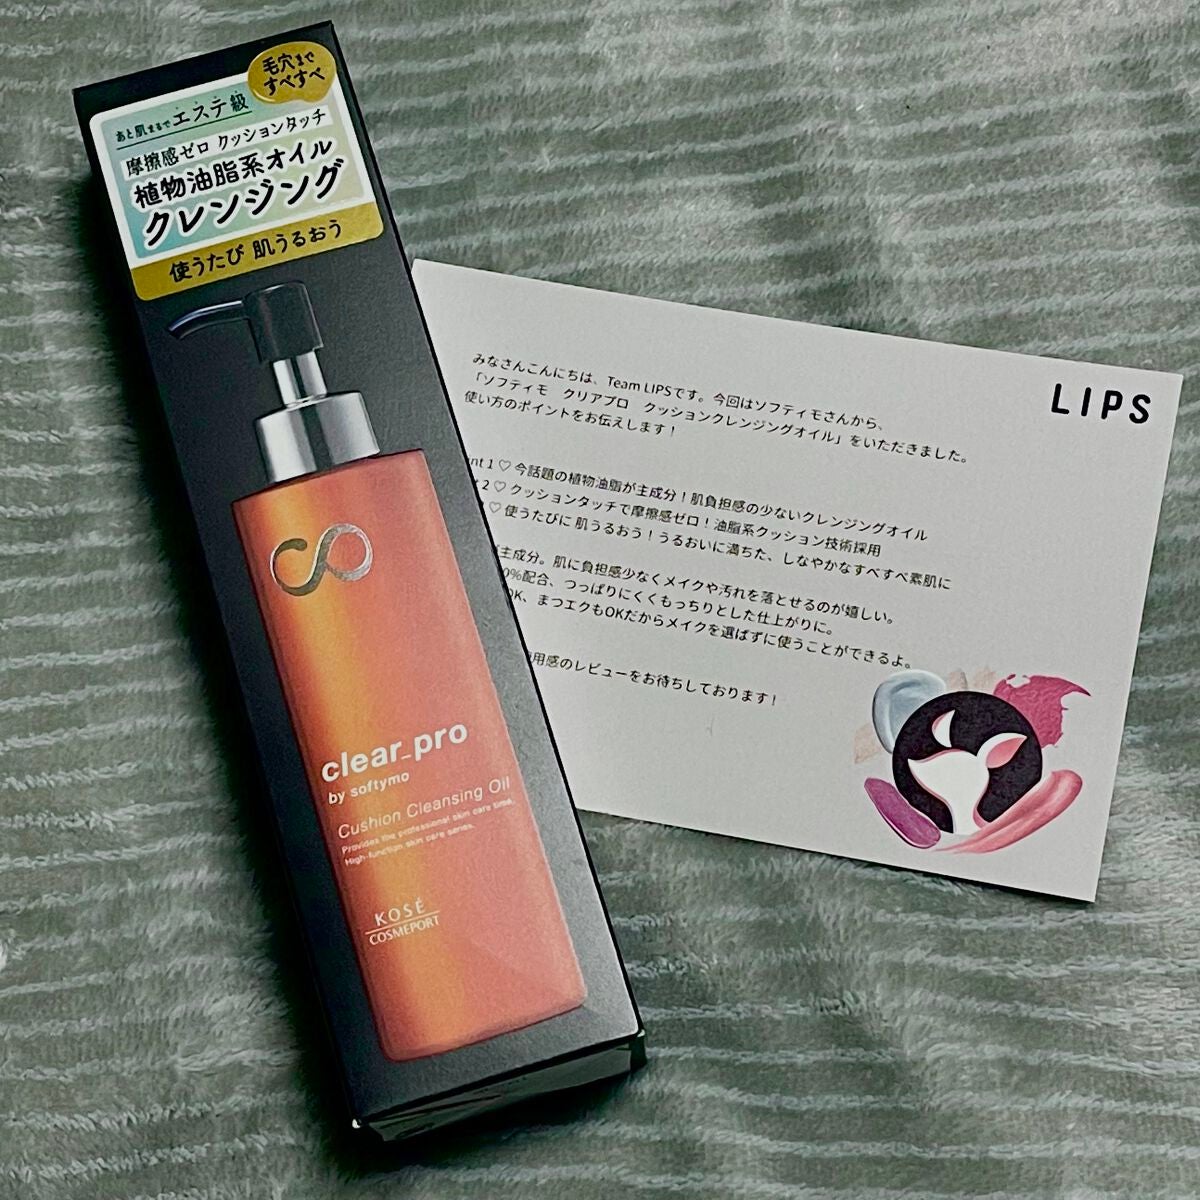 毛穴まで
すべすべ
あと肌まるでエステ級
摩擦感ゼロ クッションタッチ
植物油脂系オイル
クレンジング
使うたび 肌うるおう
clear_pro
by softymo
Cushion Cleansing Oil
Provides the professional skin care time.
High-function skin care series.
KOSÉ
COSMEPORT
LIPS
みなさんこんにちは、Team LIPSです。今回はソフティモさんから、
「ソフティモ クリアプロ クッションクレンジングオイル」をいただきました。
使い方のポイントをお伝えします！
nt 1 ♡ 今話題の植物油脂が主成分！肌負担感の少ないクレンジングオイル
2 ♡ クッションタッチで摩擦感ゼロ！油脂系クッション技術採用
♡ 使うたびに 肌うるおう！うるおいに満ちた、しなやかなすべすべ素肌に
主成分。肌に負担感少なくメイクや汚れを落とせるのが嬉しい。
0%配合、つっぱりにくくもっちりとした仕上がりに。
OK、まつエクもOKだからメイクを選ばずに使うことができるよ。
用感のレビューをお待ちしております！